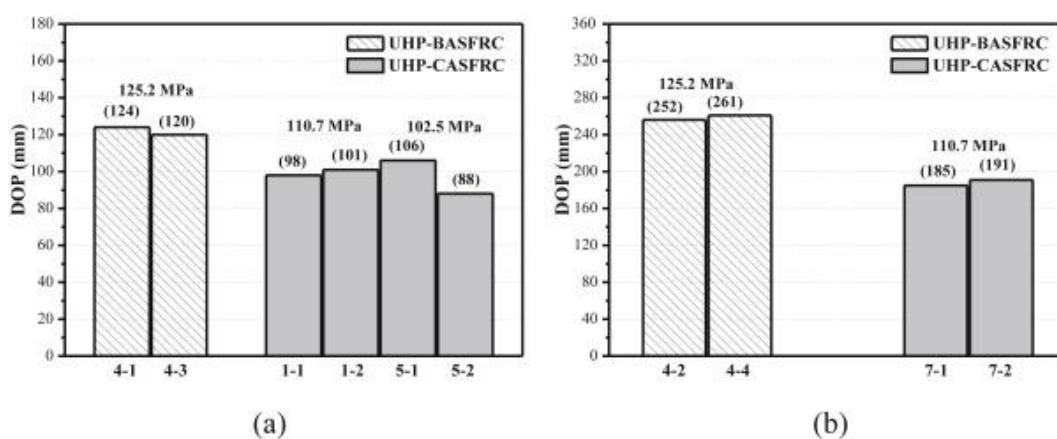 180
160
140
120
100
80
60
40
20
0
DOP (mm)
UHP-BASFRC
UHP-CASFRC
125.2 MPa
(124) (120)
110.7 MPa 102.5 MPa
(98) (101) (106) (88)
4-1 4-3 1-1 1-2 5-1 5-2
(a)
360
320
280
240
200
160
120
80
40
0
DOP (mm)
UHP-BASFRC
UHP-CASFRC
125.2 MPa
(252) (261)
110.7 MPa
(185) (191)
4-2 4-4 7-1 7-2
(b)